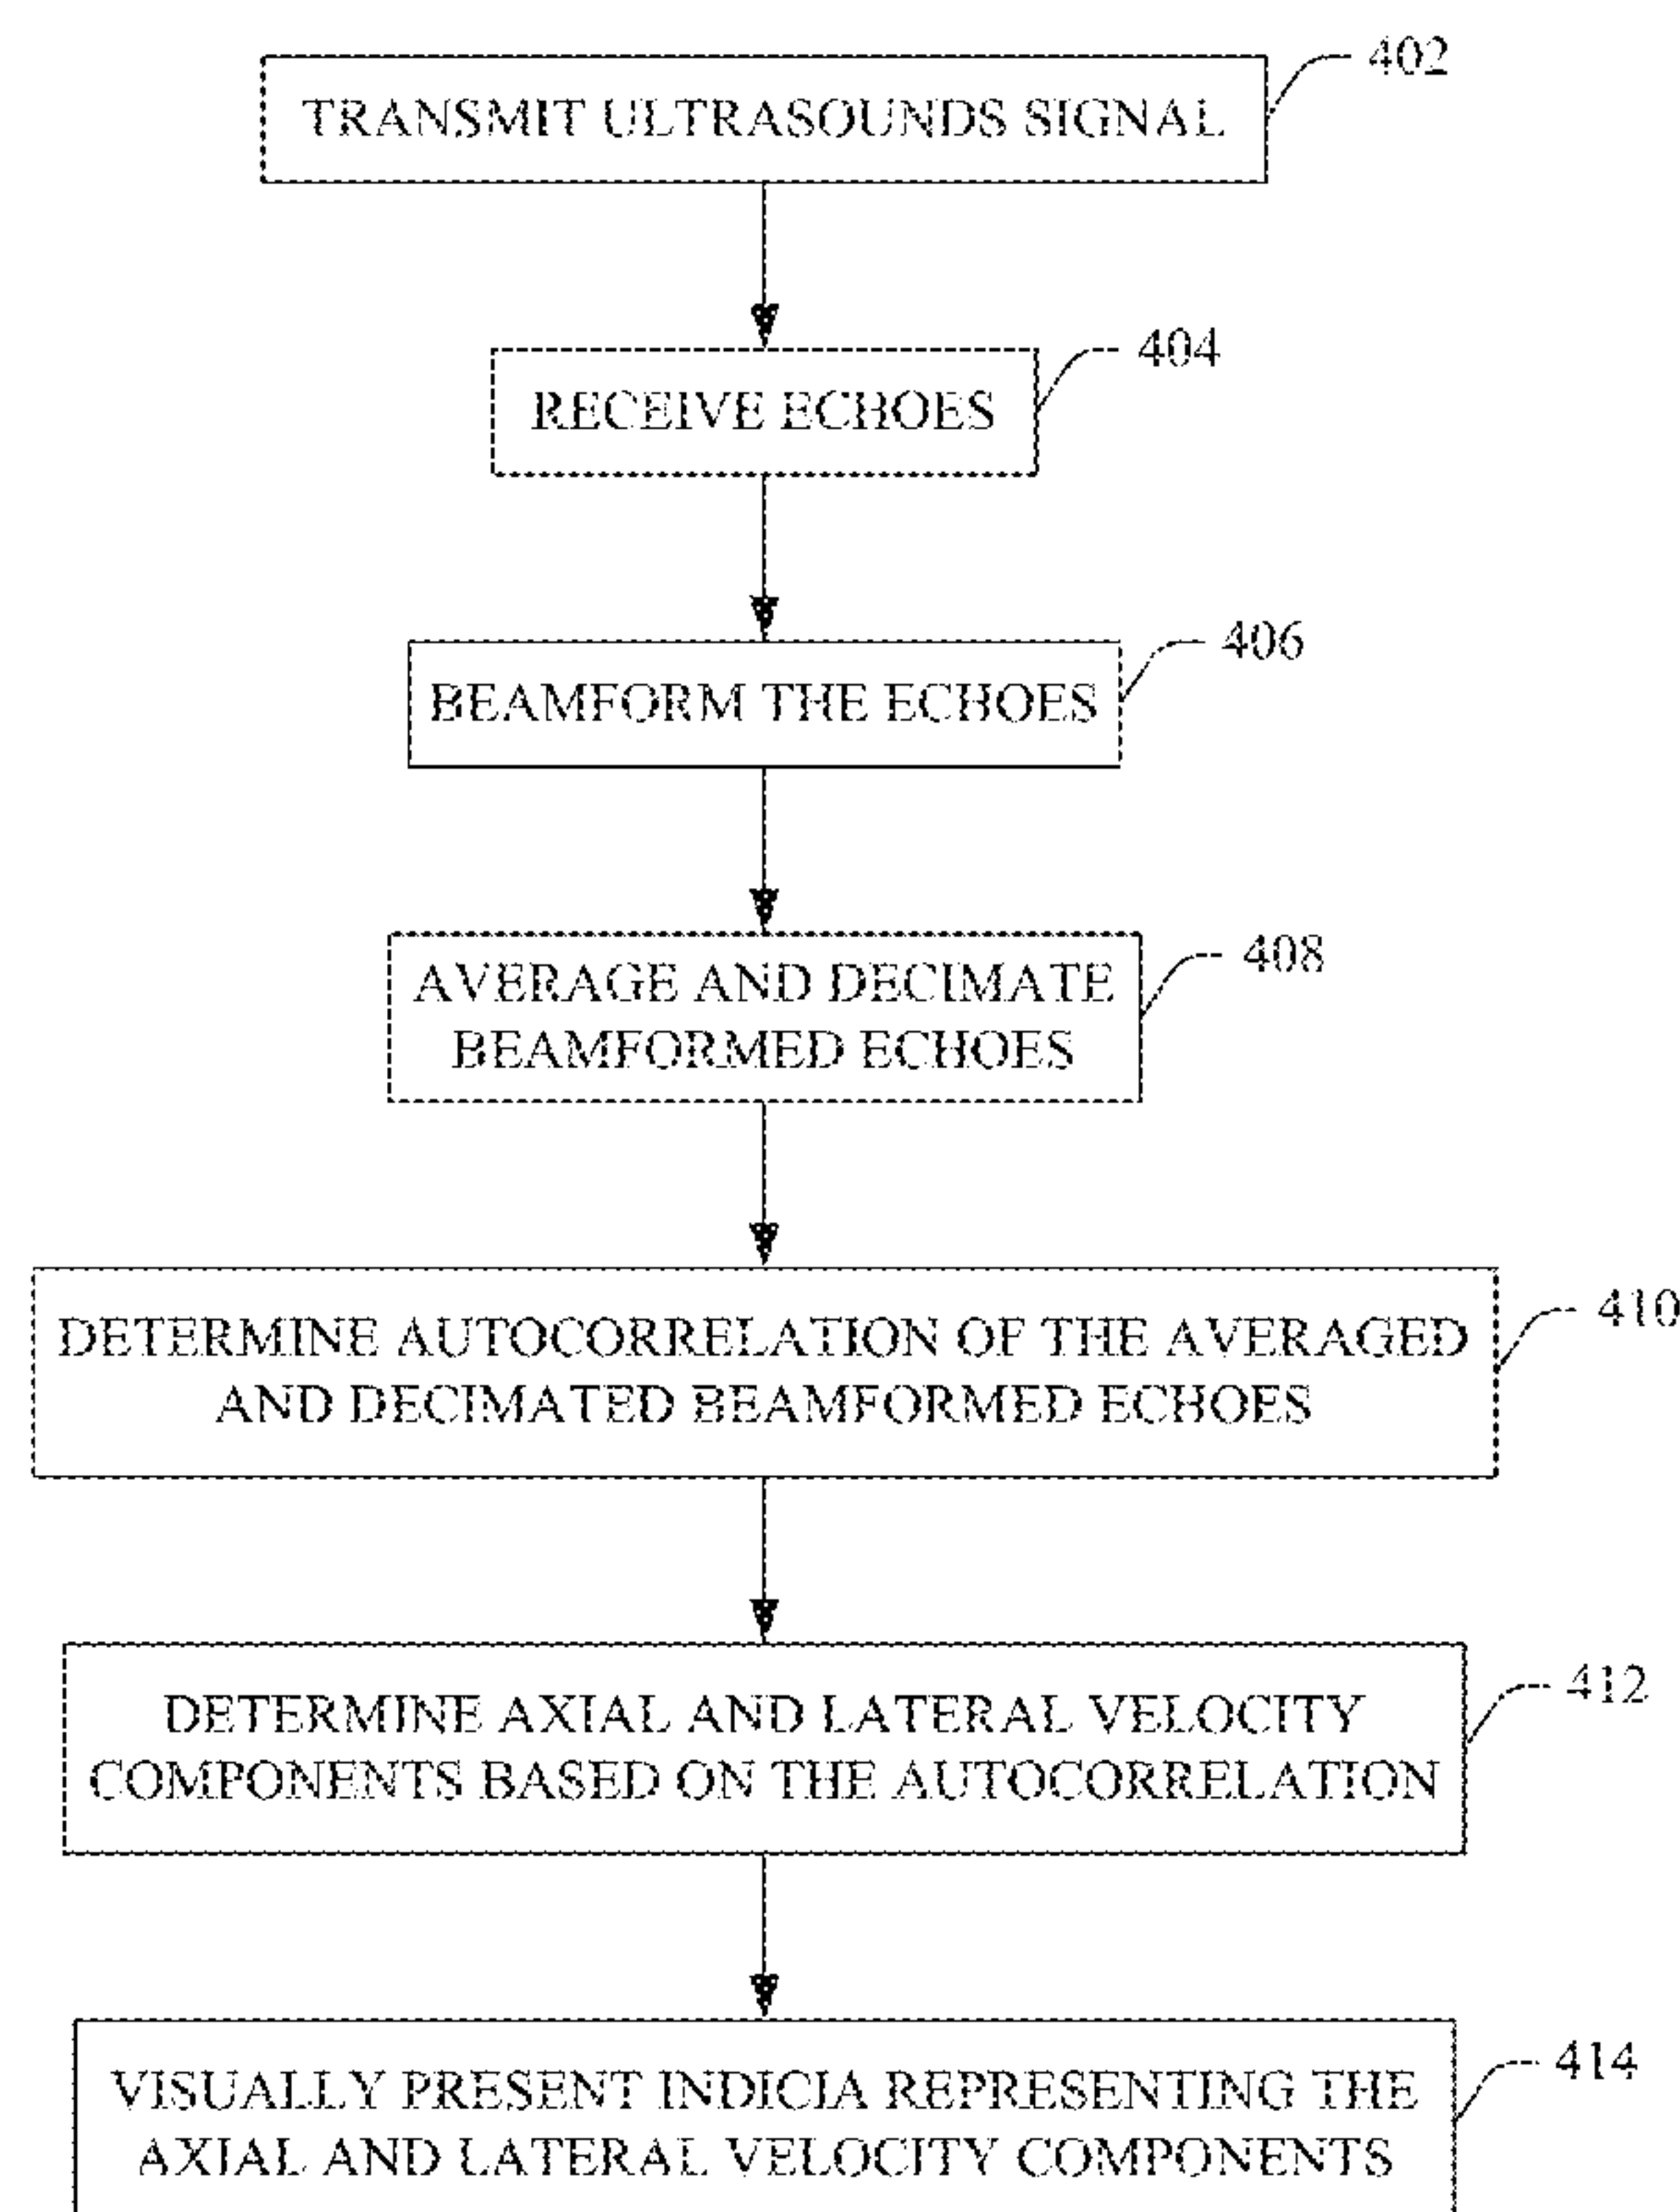 402
TRANSMIT ULTRASOUNDS SIGNAL
404
RECEIVE ECHOES
406
BEAMFORM THE ECHOES
408
AVERAGE AND DECIMATE
BEAMFORMED ECHOES
410
DETERMINE AUTOCORRELATION OF THE AVERAGED
AND DECIMATED BEAMFORMED ECHOES
412
DETERMINE AXIAL AND LATERAL VELOCITY
COMPONENTS BASED ON THE AUTOCORRELATION
414
VISUALLY PRESENT INDICIA REPRESENTING THE
AXIAL AND LATERAL VELOCITY COMPONENTS